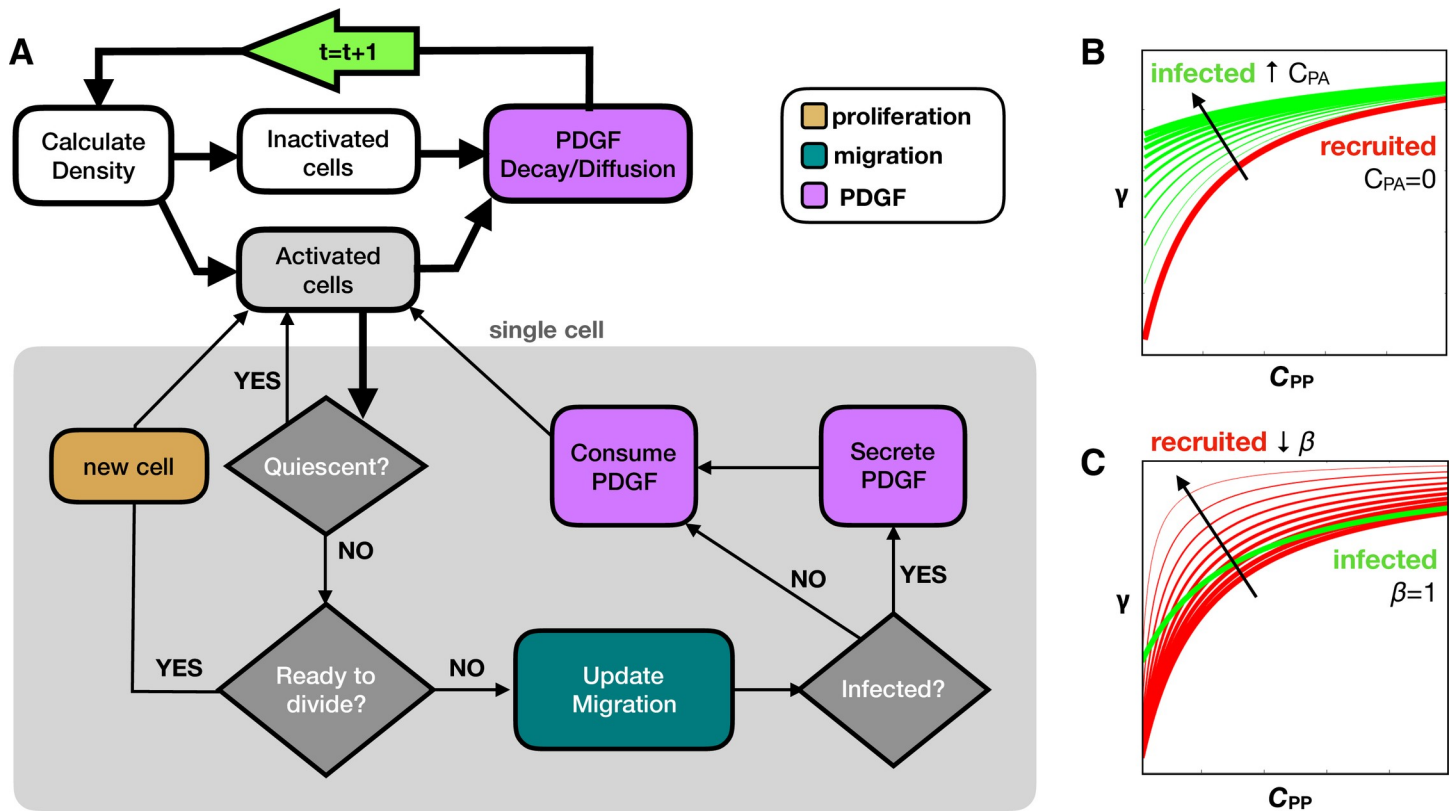 A
t=t+1
Calculate
Density
Inactivated
cells
PDGF
Decay/Diffusion
Activated
cells
proliferation
migration
PDGF
single cell
YES
new cell
Quiescent?
Consume
PDGF
Secrete
PDGF
NO
NO
YES
YES
Ready to
divide?
NO
Update
Migration
Infected?
B
infected ↑ CPA
recruited
CPA=0
γ
CPP
C
recruited ↓ β
infected
β=1
γ
CPP